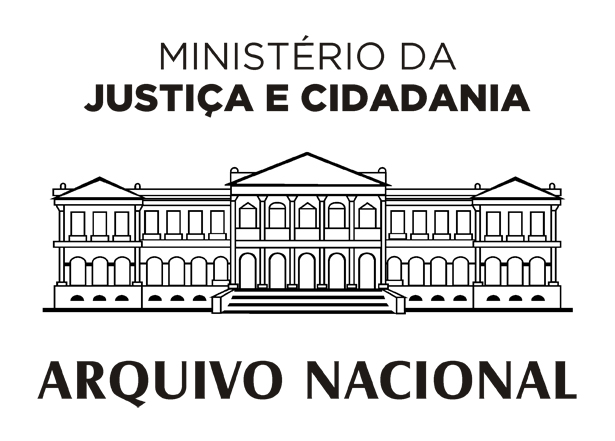 MINISTÉRIO DA
JUSTIÇA E CIDADANIA
ARQUIVO NACIONAL